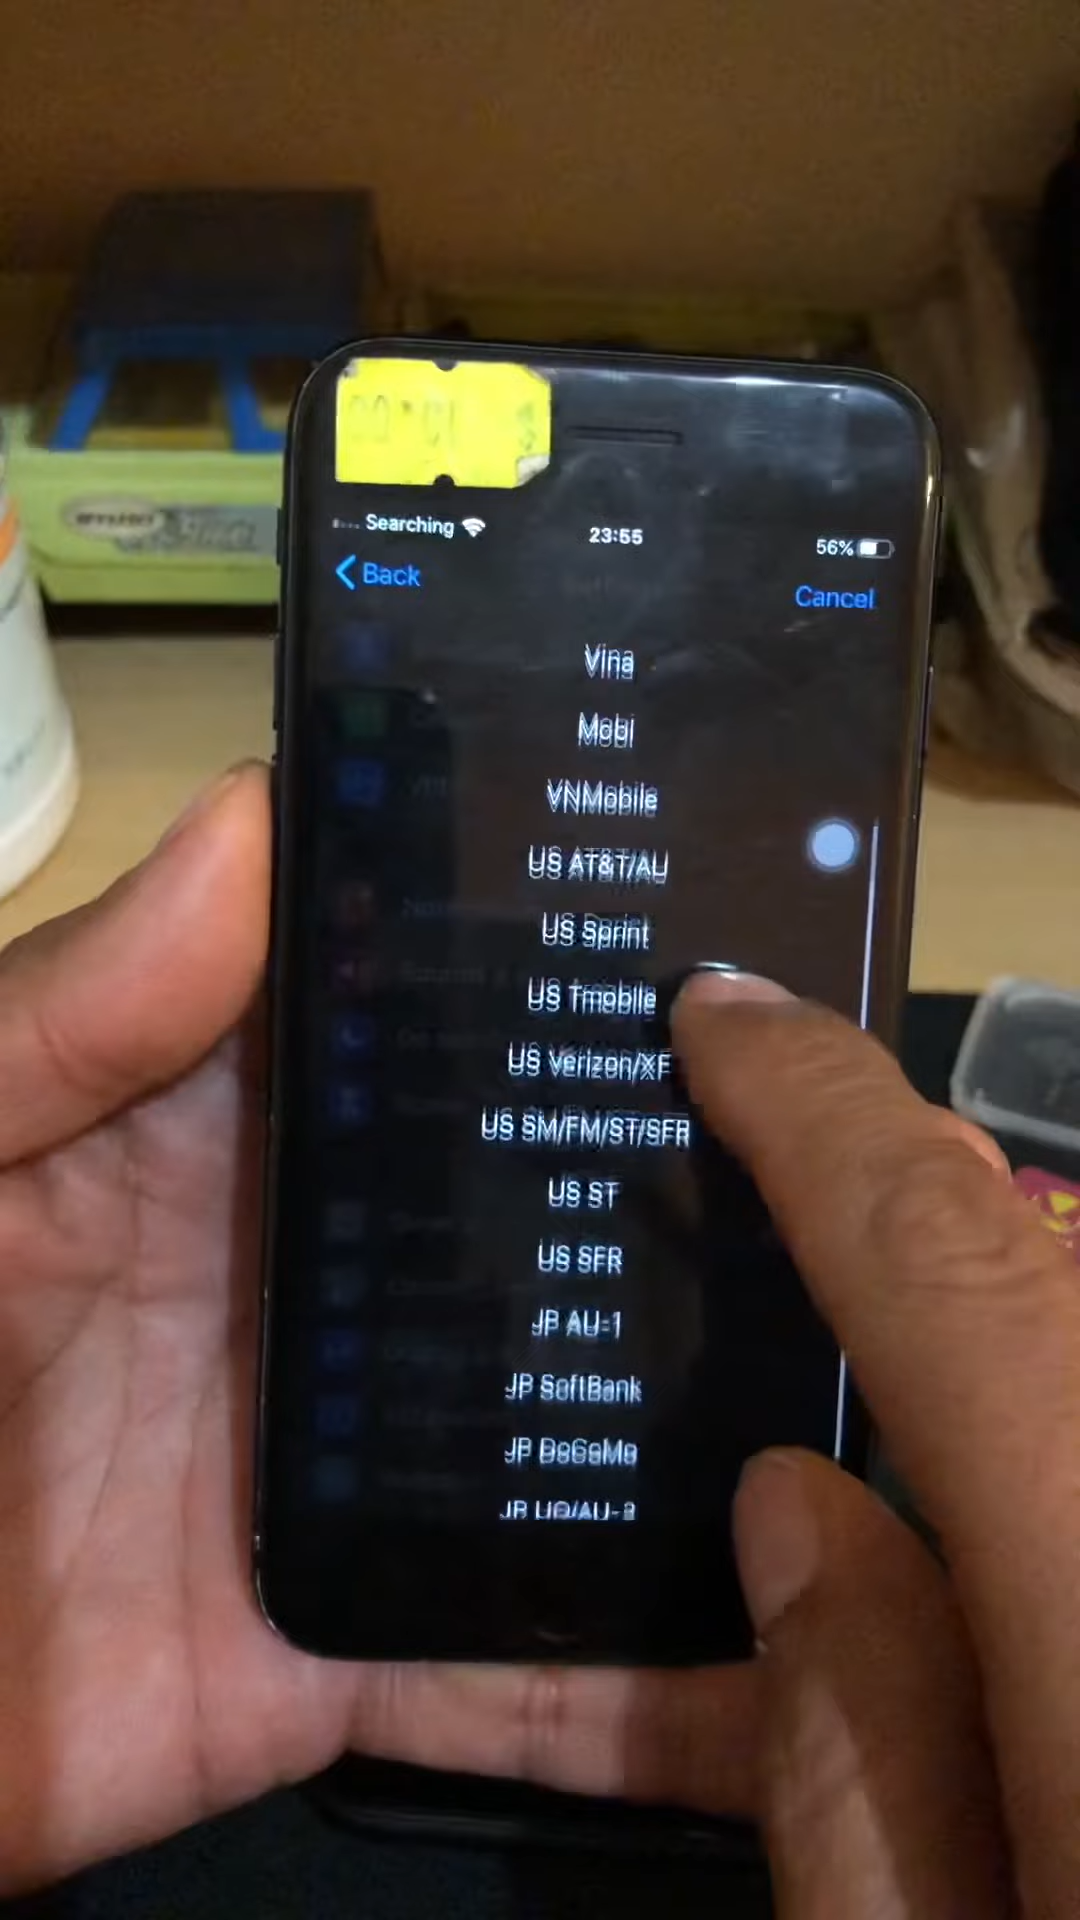 Searching
23:55
56%
Back
Cancel
Vina
Mobi
VNMobile
US AT&T/AU
US Sprint
US Tmobile
US Verizon/XF
US SM/FM/ST/SFR
US ST
US SFR
JP AU-1
JP SoftBank
JP DoCoMo